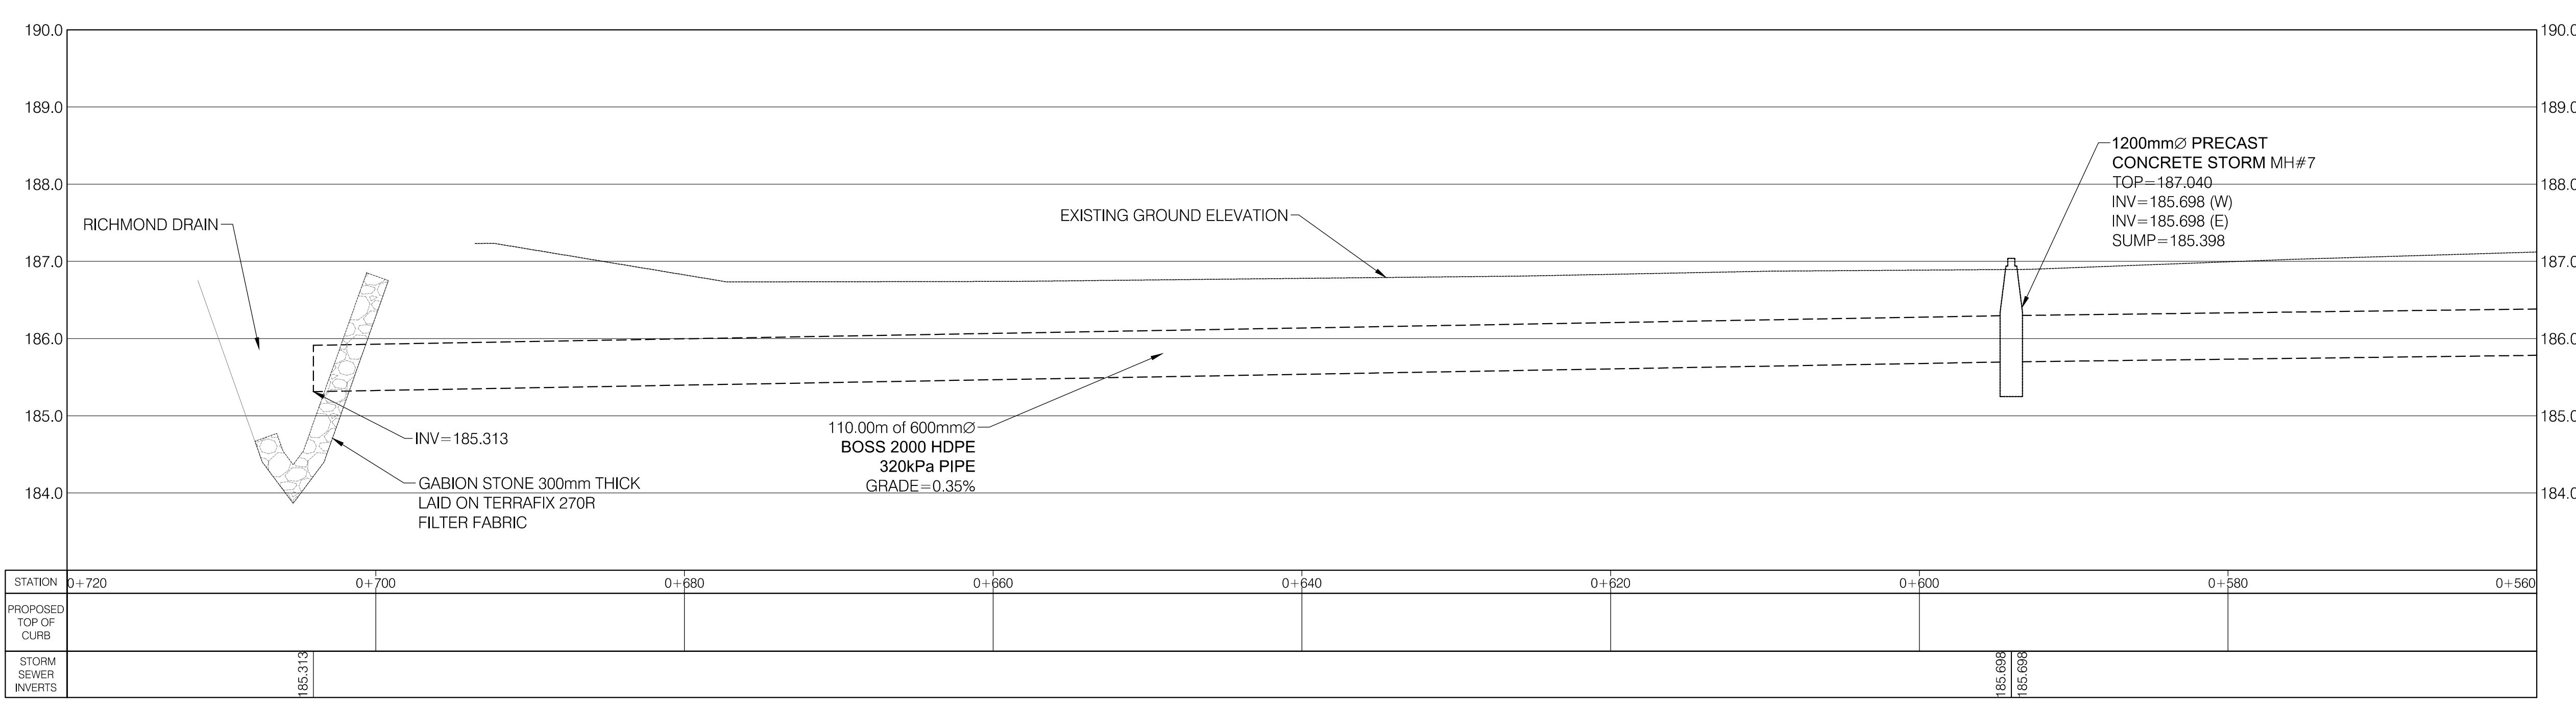 190.0
190.0
189.0
189.0
1200mmØ PRECAST
CONCRETE STORM MH#7
TOP=187.040
INV=185.698 (W)
INV=185.698 (E)
SUMP=185.398
188.0
188.0
RICHMOND DRAIN
EXISTING GROUND ELEVATION
187.0
187.0
186.0
186.0
185.0
185.0
INV=185.313
110.00m of 600mmØ
BOSS 2000 HDPE
320kPa PIPE
GRADE=0.35%
GABION STONE 300mm THICK
LAID ON TERRAFIX 270R
FILTER FABRIC
184.0
184.0
STATION 0+720 0+700 0+680 0+660 0+640 0+620 0+600 0+580 0+560
PROPOSED
TOP OF
CURB
STORM
SEWER
INVERTS
185.313
185.698
185.698